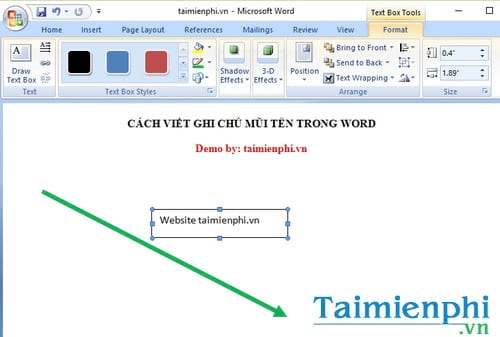 taimienphi.vn - Microsoft Word
Text Box Tools
Home Insert Page Layout References Mailings Review View Format
Draw Text Box
Text
Text Box Styles
Shadow Effects
3-D Effects
Position
Bring to Front
Send to Back
Text Wrapping
Arrange
0.4"
1.89"
Size
CÁCH VIẾT GHI CHÚ MŨI TÊN TRONG WORD
Demo by: taimienphi.vn
Website taimienphi.vn
Taimienphi
.vn